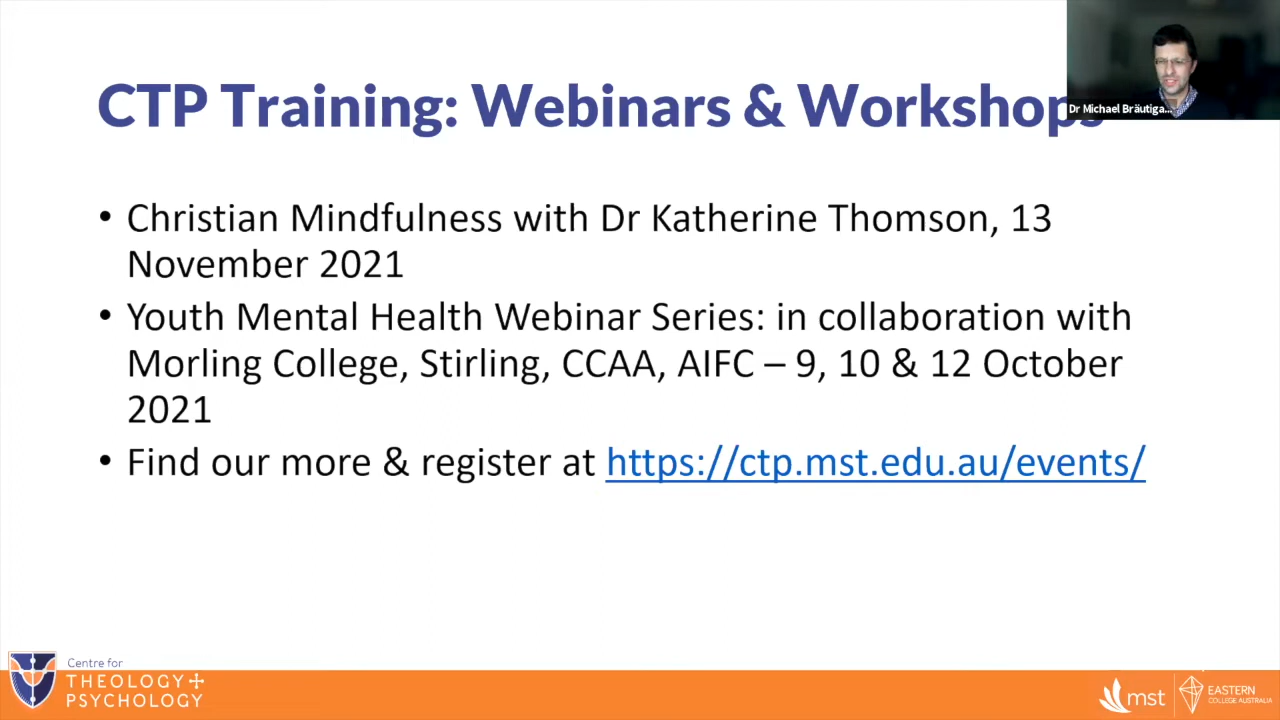 CTP Training: Webinars & Workshops
Dr Michael Bräutiga...
• Christian Mindfulness with Dr Katherine Thomson, 13
November 2021
• Youth Mental Health Webinar Series: in collaboration with
Morling College, Stirling, CCAA, AIFC – 9, 10 & 12 October
2021
• Find our more & register at https://ctp.mst.edu.au/events/
Centre for
THEOLOGY+
PSYCHOLOGY
mst
EASTERN
COLLEGE AUSTRALIA